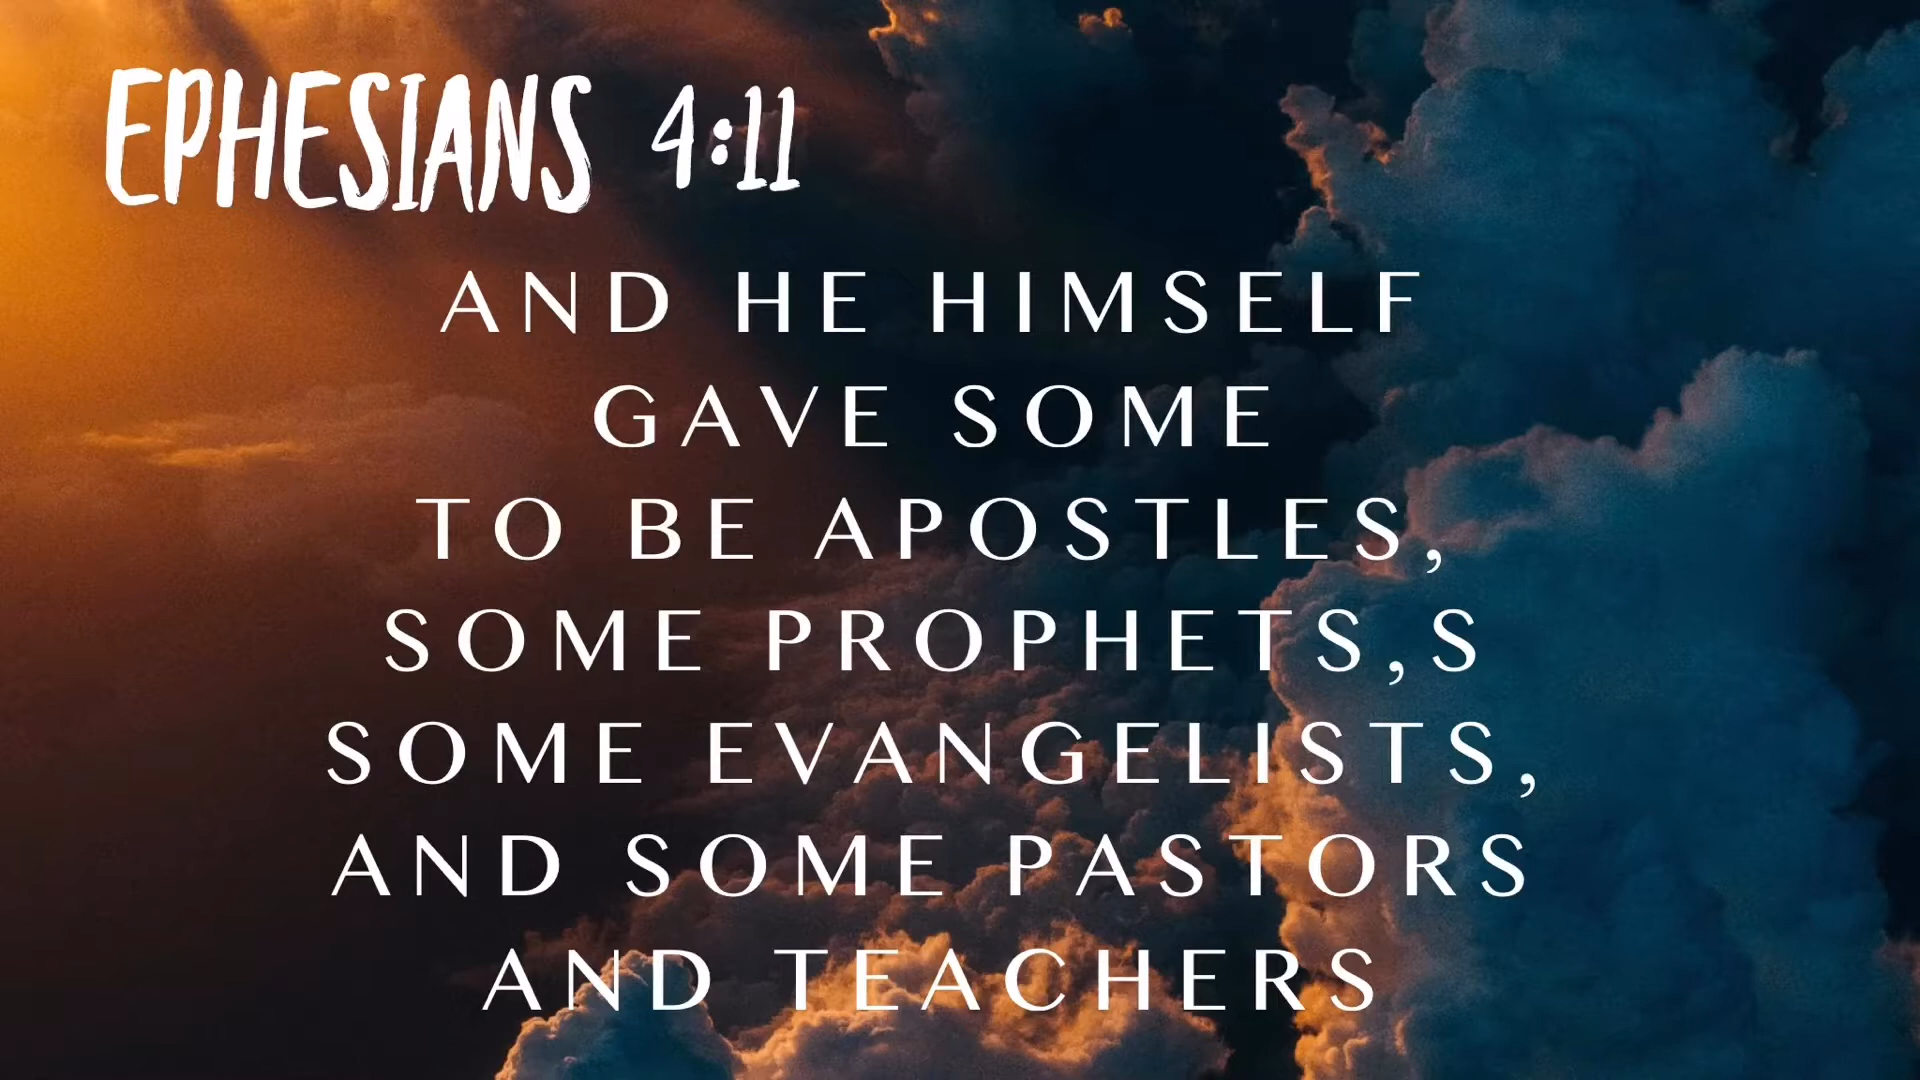 EPHESIANS 4:11
AND HE HIMSELF
GAVE SOME
TO BE APOSTLES,
SOME PROPHETS,S
SOME EVANGELISTS,
AND SOME PASTORS
AND TEACHERS